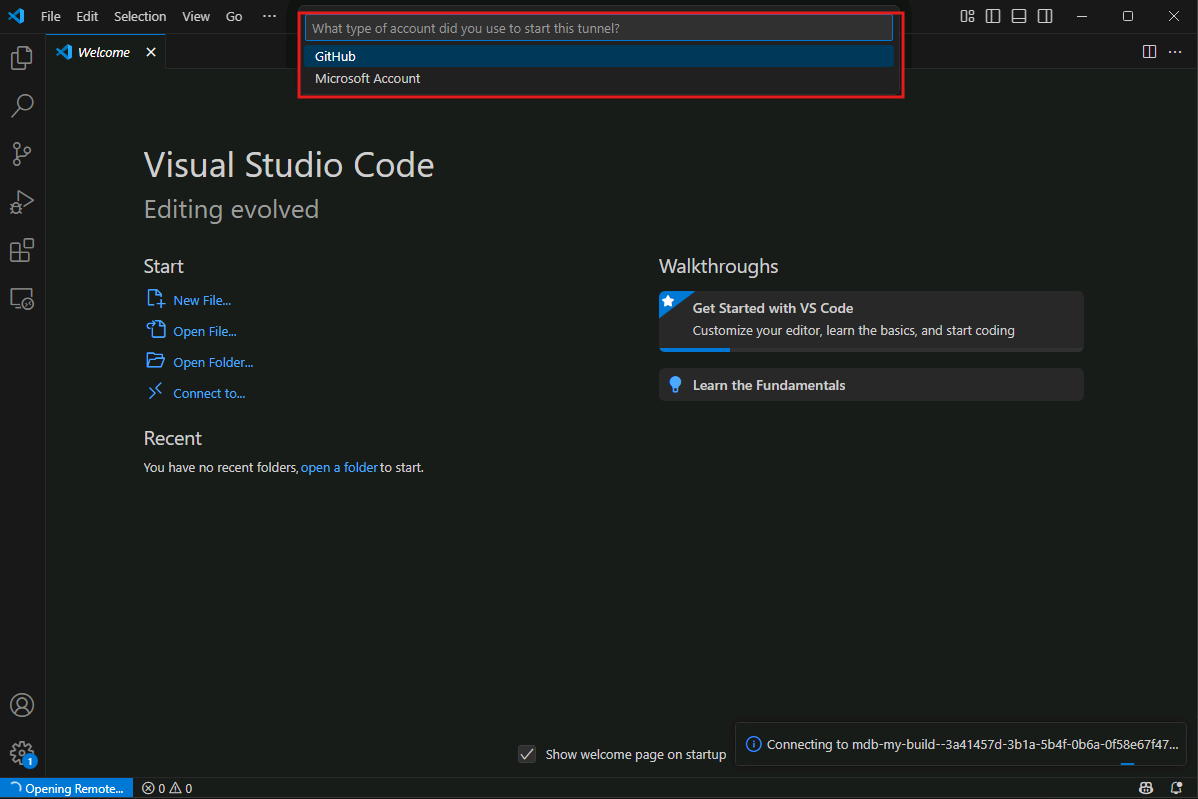 File Edit Selection View Go ···
What type of account did you use to start this tunnel?
GitHub
Microsoft Account
Welcome
Visual Studio Code
Editing evolved
Start
New File...
Open File...
Open Folder...
Connect to...
Recent
You have no recent folders, open a folder to start.
Walkthroughs
Get Started with VS Code
Customize your editor, learn the basics, and start coding
Learn the Fundamentals
Show welcome page on startup
Connecting to mdb-my-build--3a41457d-3b1a-5b4f-0b6a-0f58e67f47...
1
Opening Remote... 0 0